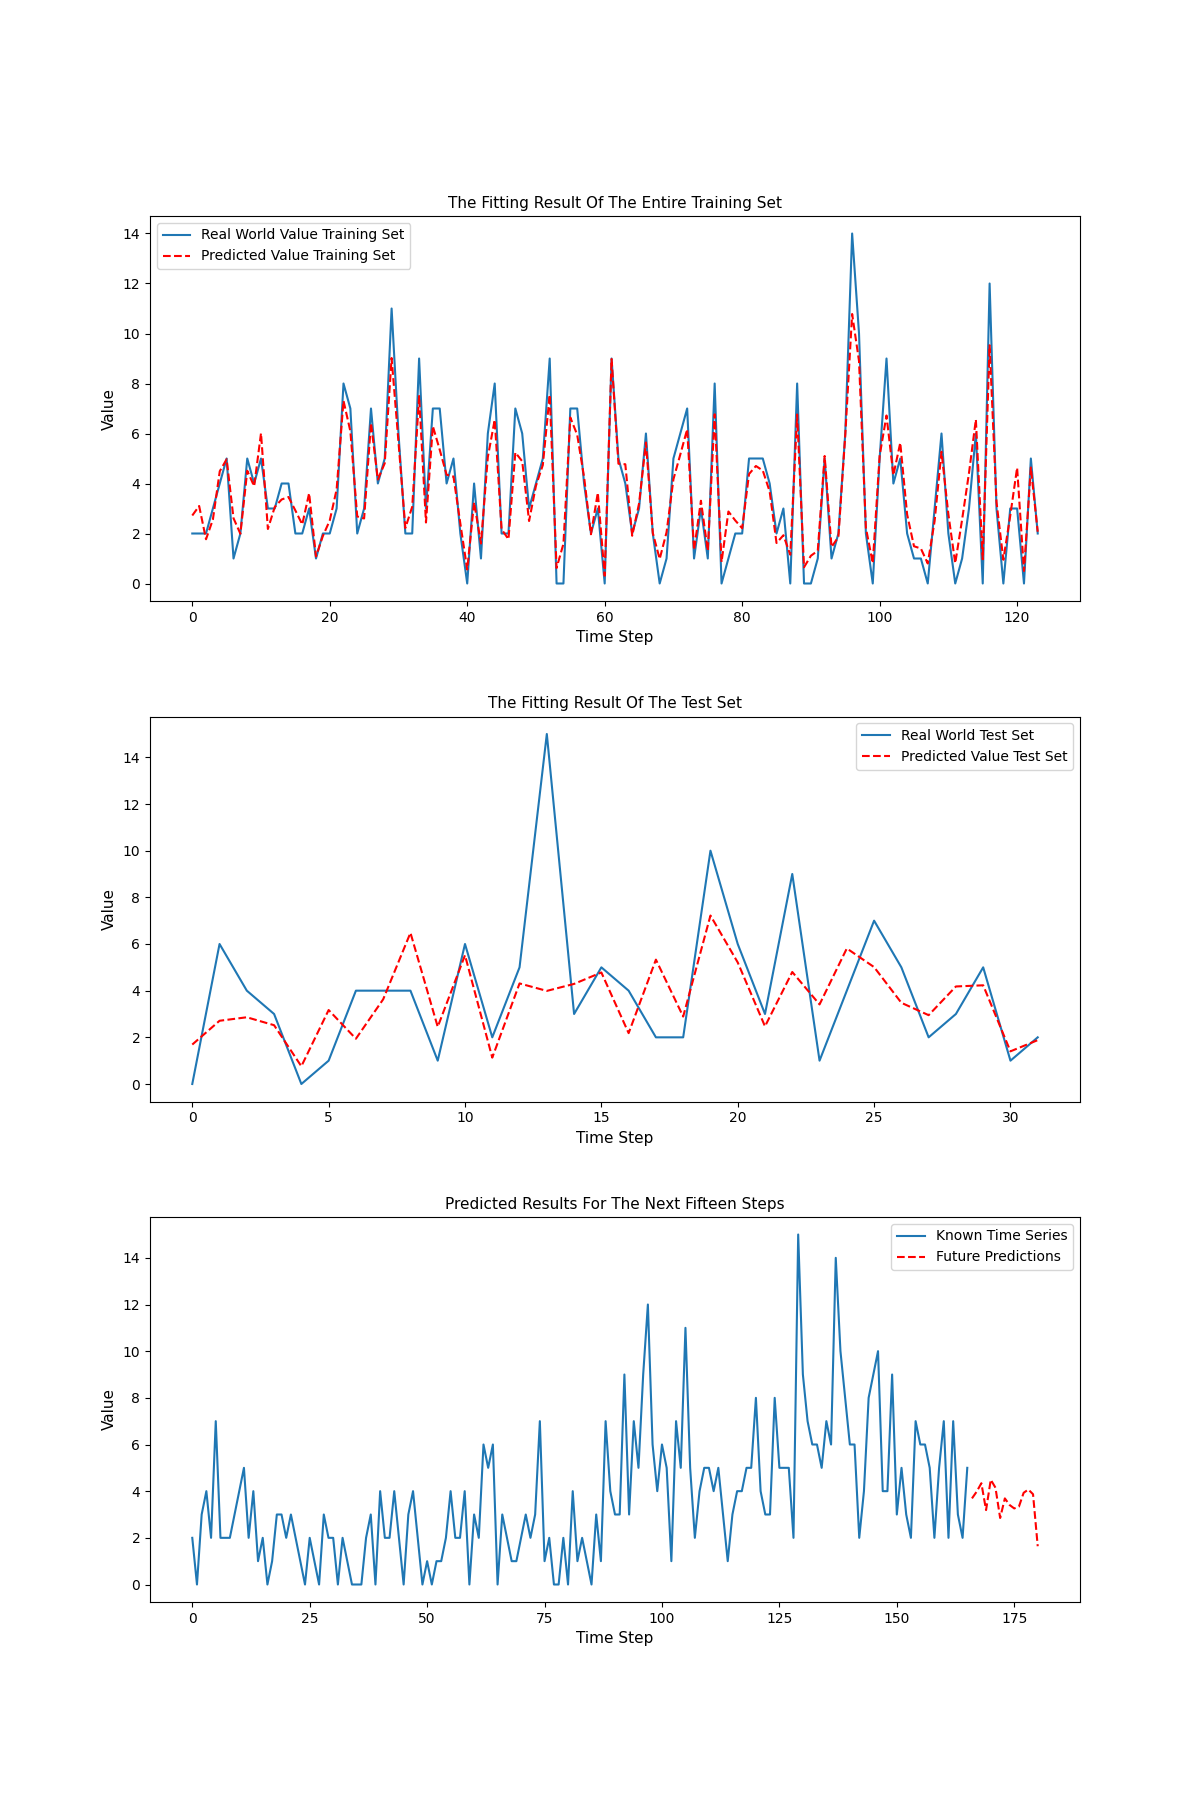 The Fitting Result Of The Entire Training Set
Real World Value Training Set
Predicted Value Training Set
Value
14
12
10
8
6
4
2
0
0 20 40 60 80 100 120
Time Step
The Fitting Result Of The Test Set
Real World Test Set
Predicted Value Test Set
Value
14
12
10
8
6
4
2
0
0 5 10 15 20 25 30
Time Step
Predicted Results For The Next Fifteen Steps
Known Time Series
Future Predictions
Value
14
12
10
8
6
4
2
0
0 25 50 75 100 125 150 175
Time Step